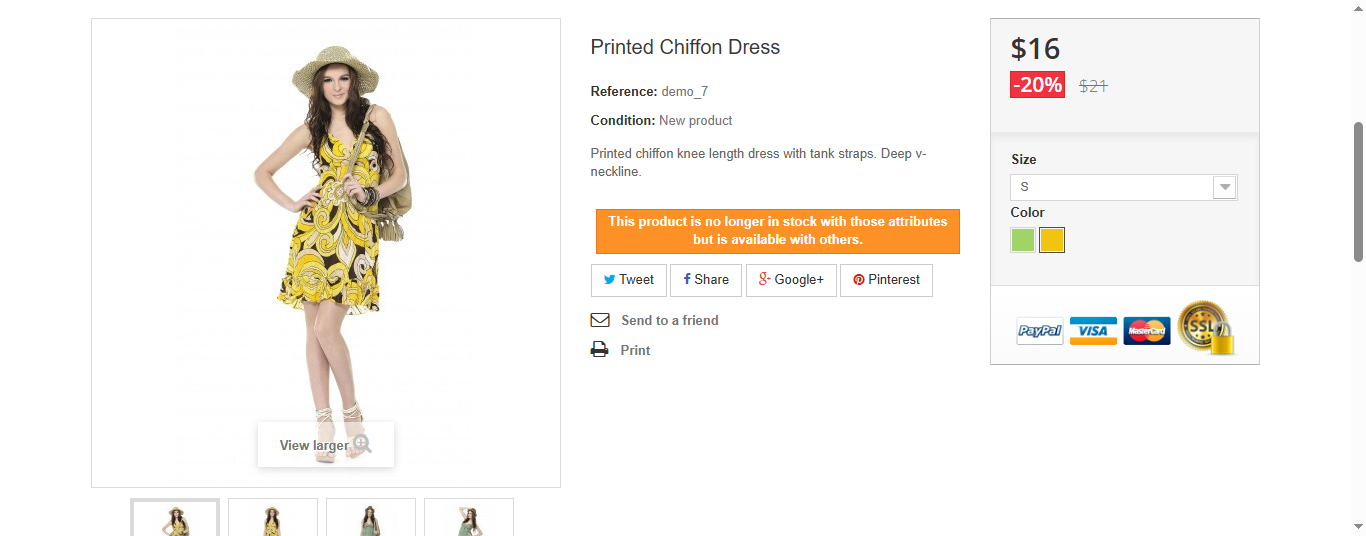 Printed Chiffon Dress
Reference: demo_7
Condition: New product
Printed chiffon knee length dress with tank straps. Deep v-
neckline.
This product is no longer in stock with those attributes
but is available with others.
Tweet
Share
Google+
Pinterest
Send to a friend
Print
View larger
$16
-20% $21
Size
S
Color
PayPal VISA MasterCard SSL